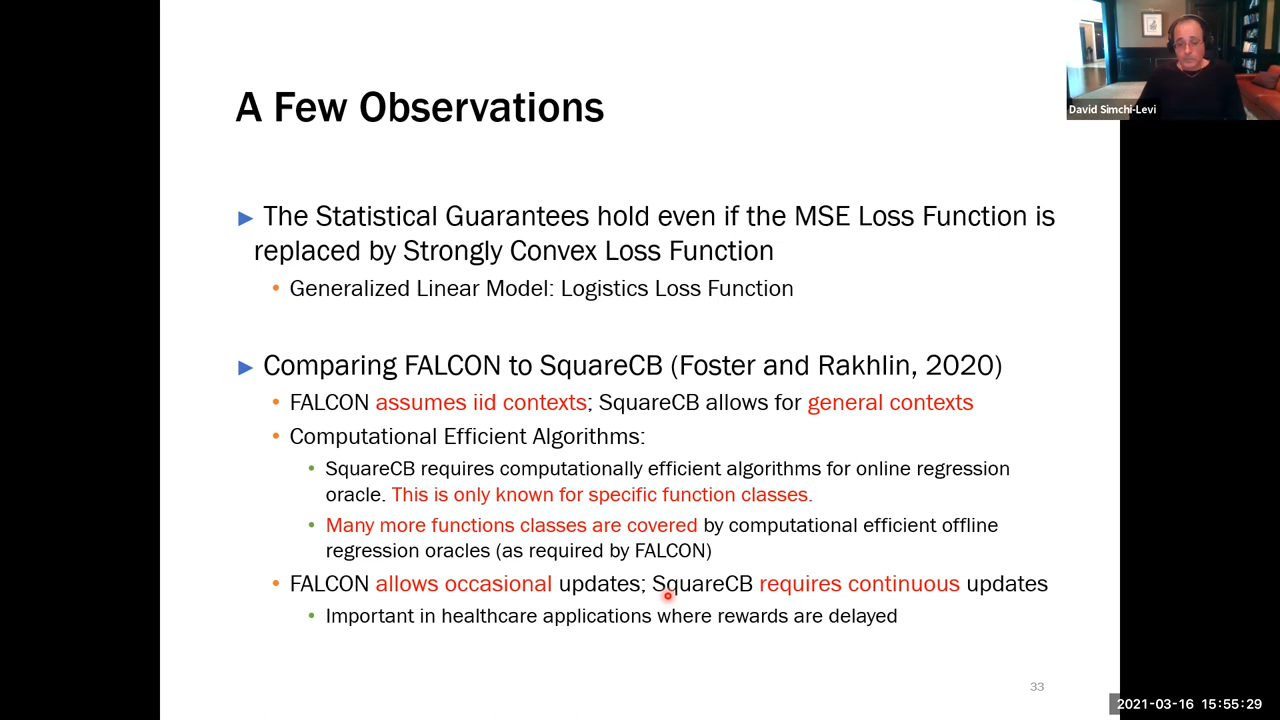 David Simchi-Levi
A Few Observations
The Statistical Guarantees hold even if the MSE Loss Function is
replaced by Strongly Convex Loss Function
Generalized Linear Model: Logistics Loss Function
Comparing FALCON to SquareCB (Foster and Rakhlin, 2020)
FALCON assumes iid contexts; SquareCB allows for general contexts
Computational Efficient Algorithms:
SquareCB requires computationally efficient algorithms for online regression
oracle. This is only known for specific function classes.
Many more functions classes are covered by computational efficient offline
regression oracles (as required by FALCON)
FALCON allows occasional updates; SquareCB requires continuous updates
Important in healthcare applications where rewards are delayed
33
2021-03-16 15:55:29